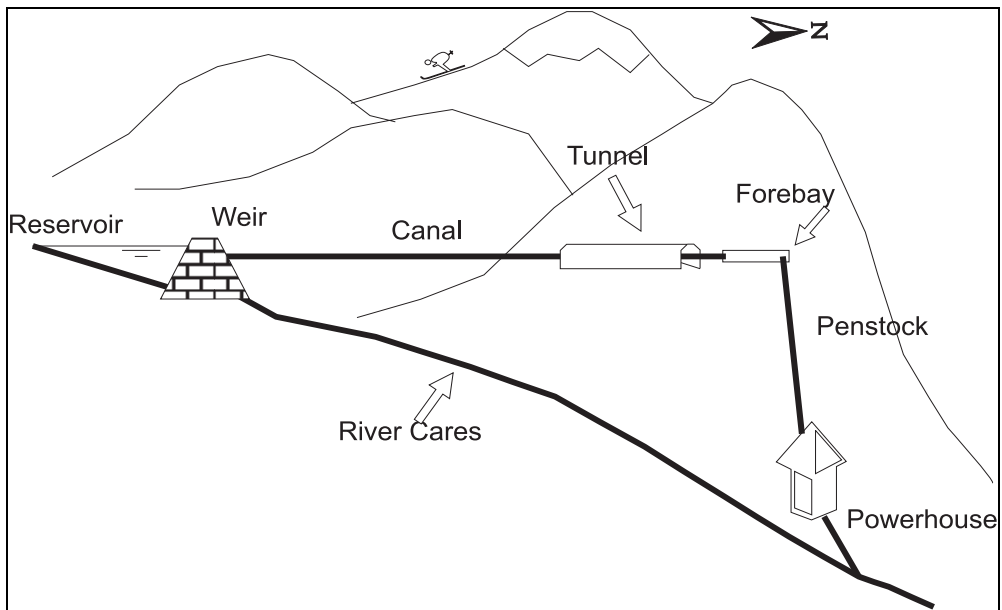 N
Tunnel
Forebay
Reservoir
Weir
Canal
Penstock
River Cares
Powerhouse